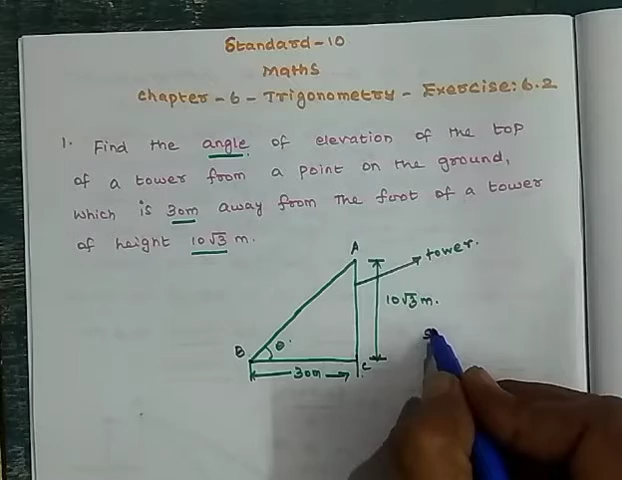 Standard-10
Maths
Chapter-6-Trigonometry-Exercise:6.2
1. Find the angle of elevation of the top
of a tower from a point on the ground,
which is 30m away from the foot of a tower
of height 10√3 m.
A
tower.
10√3 m.
B θ
C
30m